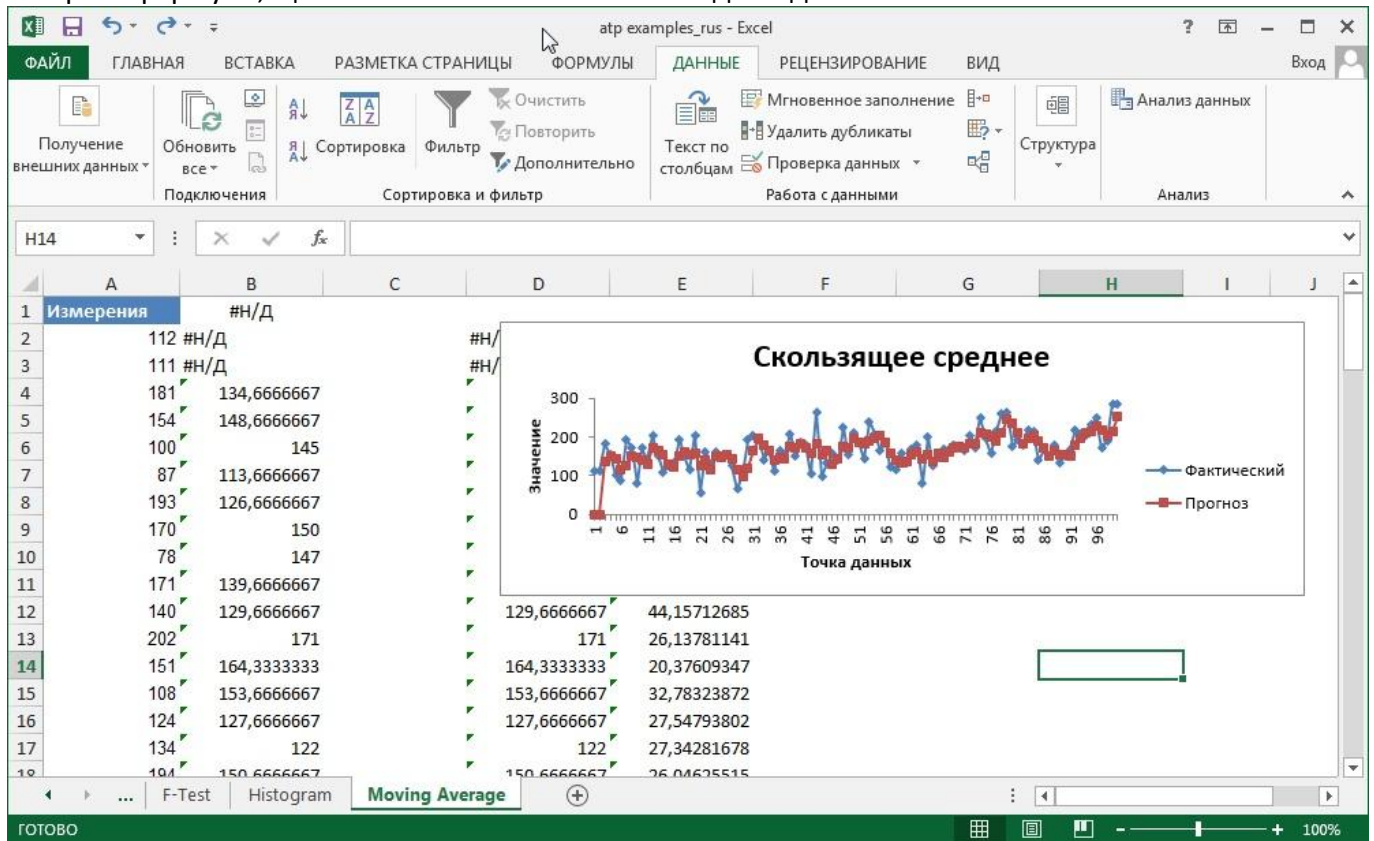 atp examples_rus - Excel
ФАЙЛ ГЛАВНАЯ ВСТАВКА РАЗМЕТКА СТРАНИЦЫ ФОРМУЛЫ ДАННЫЕ РЕЦЕНЗИРОВАНИЕ ВИД Вход
Получение внешних данных
Обновить все
Подключения
Сортировка
Фильтр
Очистить
Повторить
Дополнительно
Сортировка и фильтр
Текст по столбцам
Мгновенное заполнение
Удалить дубликаты
Проверка данных
Работа с данными
Структура
Анализ данных
Анализ
H14 fx
A B C D E F G H I J
1 Измерения #Н/Д
2 112 #Н/Д #Н/
3 111 #Н/Д #Н/
4 181 134,6666667
5 154 148,6666667
6 100 145
7 87 113,6666667
8 193 126,6666667
9 170 150
10 78 147
11 171 139,6666667
12 140 129,6666667 129,6666667 44,15712685
13 202 171 171 26,13781141
14 151 164,3333333 164,3333333 20,37609347
15 108 153,6666667 153,6666667 32,78323872
16 124 127,6666667 127,6666667 27,54793802
17 134 122 122 27,34281678
18 194 150,6666667 150,6666667 26,04625515
Скользящее среднее
Значение
300
200
100
0
1 6 11 16 21 26 31 36 41 46 51 56 61 66 71 76 81 86 91 96
Точка данных
Фактический
Прогноз
... F-Test Histogram Moving Average
ГОТОВО 100%